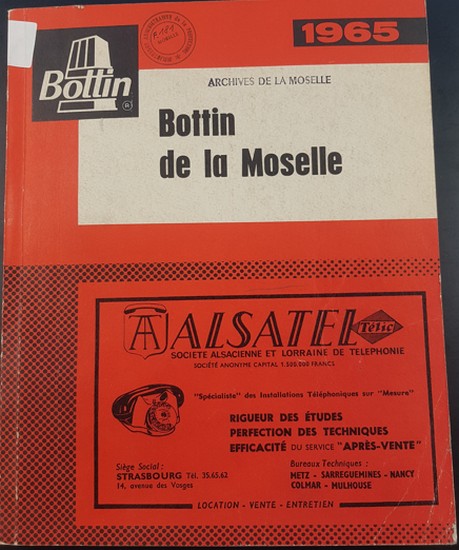 1965
Bottin
R
ARCHIVES DE LA MOSELLE
Bottin
de la Moselle
AT ALSATEL Télic
SOCIETE ALSACIENNE ET LORRAINE DE TELEPHONIE
SOCIÉTÉ ANONYME CAPITAL 1.500.000 FRANCS
"Spécialiste" des Installations Téléphoniques sur "Mesure"
RIGUEUR DES ÉTUDES
PERFECTION DES TECHNIQUES
EFFICACITÉ DU SERVICE "APRÈS-VENTE"
Siège Social :
STRASBOURG Tél. 35.65.62
14, avenue des Vosges
Bureaux Techniques :
METZ - SARREGUEMINES - NANCY
COLMAR - MULHOUSE
LOCATION - VENTE - ENTRETIEN